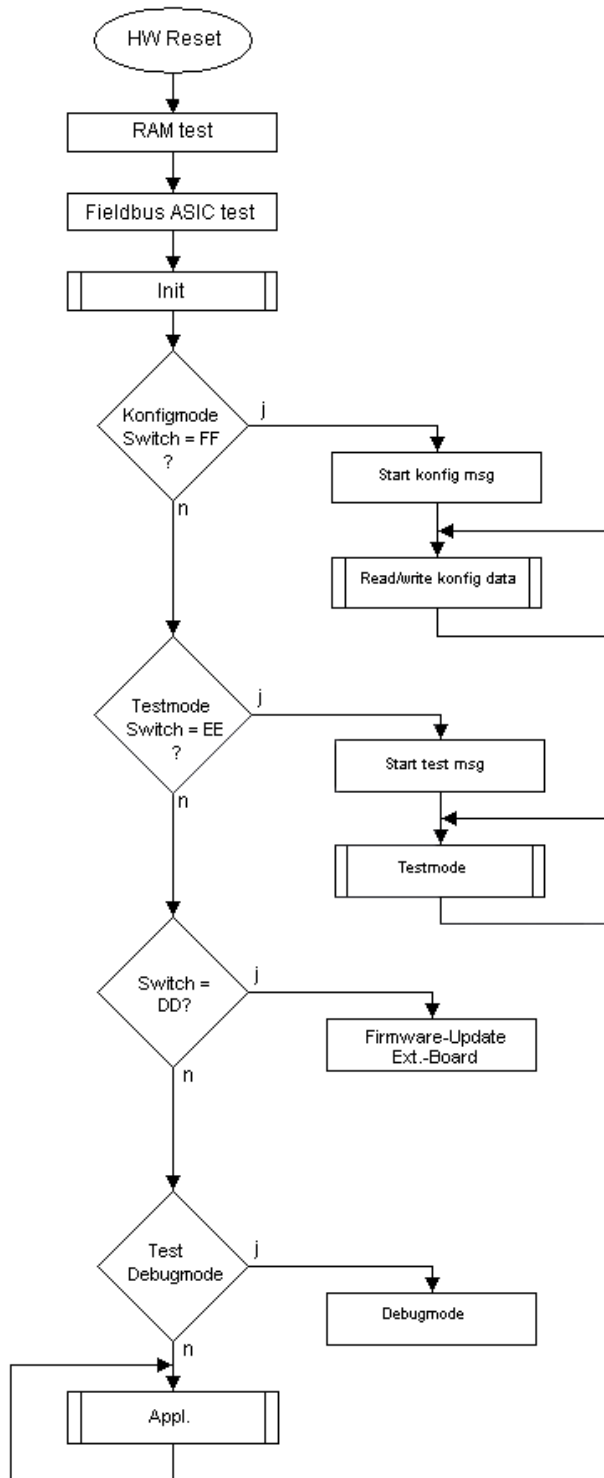 HW Reset
RAM test
Fieldbus ASIC test
Init
Konfigmode
Switch = FF
?
j
n
Start konfig msg
Read/write konfig data
Testmode
Switch = EE
?
j
n
Start test msg
Testmode
Switch =
DD?
j
n
Firmware-Update
Ext.-Board
Test
Debugmode
j
n
Debugmode
Appl.